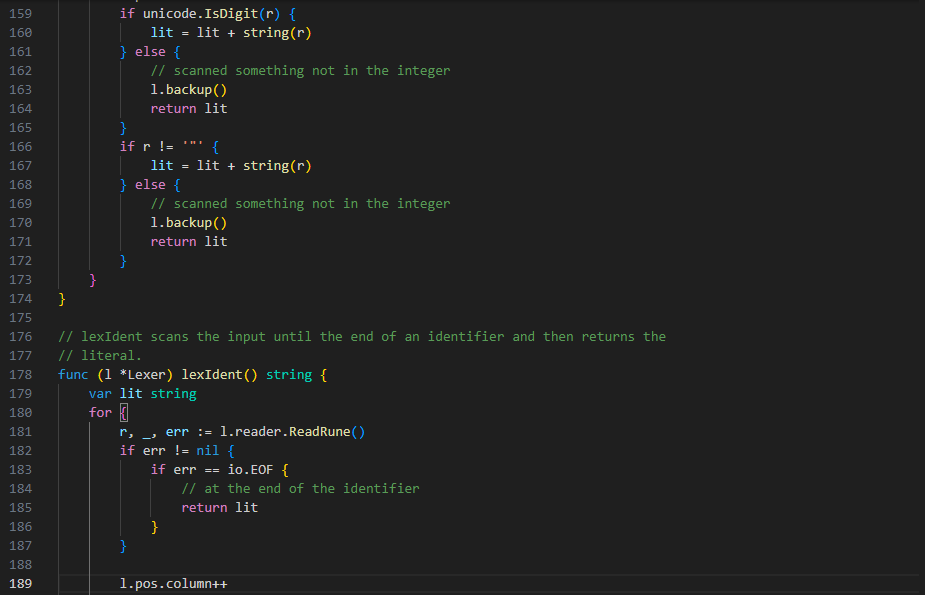 159 if unicode.IsDigit(r) {
160 lit = lit + string(r)
161 } else {
162 // scanned something not in the integer
163 l.backup()
164 return lit
165 }
166 if r != '"' {
167 lit = lit + string(r)
168 } else {
169 // scanned something not in the integer
170 l.backup()
171 return lit
172 }
173 }
174 }
175
176 // lexIdent scans the input until the end of an identifier and then returns the
177 // literal.
178 func (l *Lexer) lexIdent() string {
179 var lit string
180 for {
181 r, _, err := l.reader.ReadRune()
182 if err != nil {
183 if err == io.EOF {
184 // at the end of the identifier
185 return lit
186 }
187 }
188
189 l.pos.column++